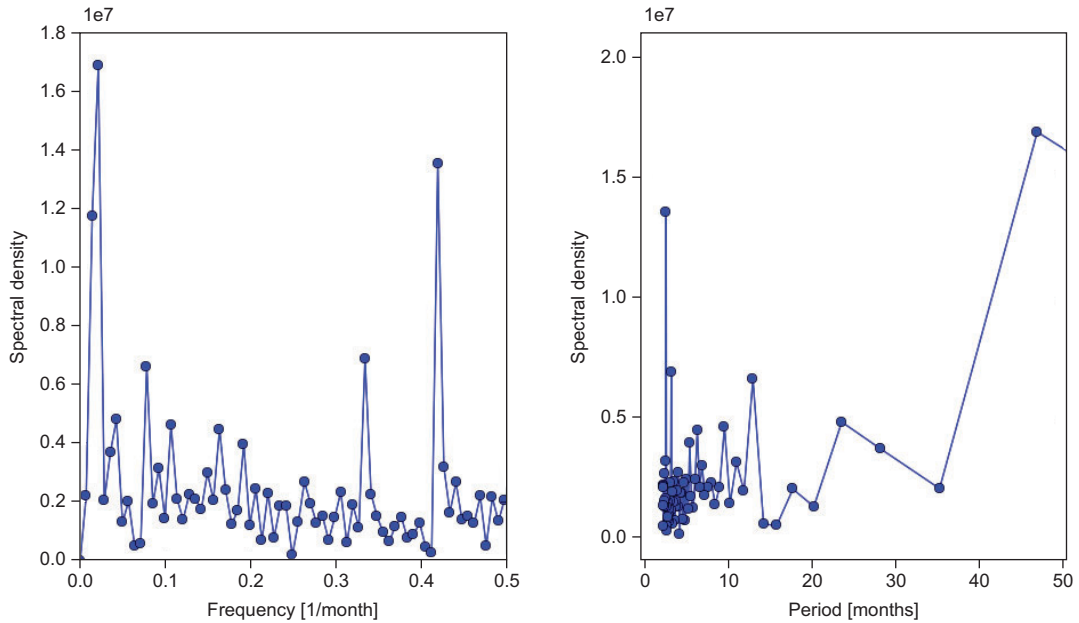 1e7
1.8
1.6
1.4
1.2
1.0
0.8
0.6
0.4
0.2
0.0
Spectral density
0.0 0.1 0.2 0.3 0.4 0.5
Frequency [1/month]
1e7
2.0
1.5
1.0
0.5
0.0
Spectral density
0 10 20 30 40 50
Period [months]